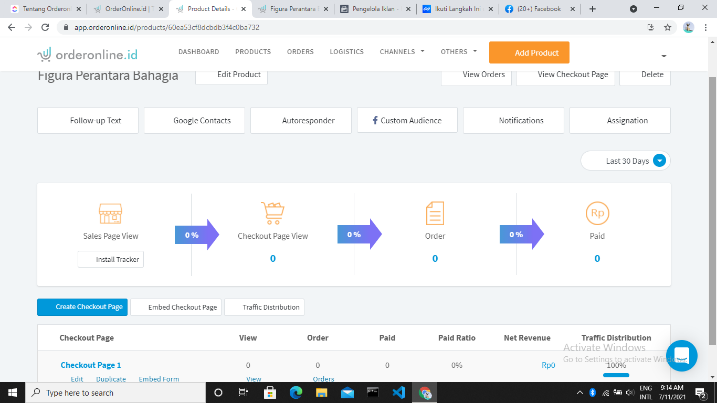 Tentang Orderon
OrderOnline.id | T
Product Details -
Figura Perantara
Pengelola Iklan -
Ikuti Langkah Ini
(20+) Facebook
app.orderonline.id/products/60ea53cf8dcbdb3f4c0ba732
orderonline.id
DASHBOARD
PRODUCTS
ORDERS
LOGISTICS
CHANNELS
OTHERS
Add Product
Figura Perantara Bahagia
Edit Product
View Orders
View Checkout Page
Delete
Follow-up Text
Google Contacts
Autoresponder
Custom Audience
Notifications
Assignation
Last 30 Days
Sales Page View
Install Tracker
0 %
Checkout Page View
0
0 %
Order
0
0 %
Rp
Paid
0
Create Checkout Page
Embed Checkout Page
Traffic Distribution
Checkout Page
View
Order
Paid
Paid Ratio
Net Revenue
Traffic Distribution
Checkout Page 1
0
0
0
0%
Rp0
100%
Edit
Duplicate
Embed Form
View
Orders
Activate Windows
Go to Settings to activate Win
Type here to search
ENG
INTL
9:14 AM
7/11/2021
2